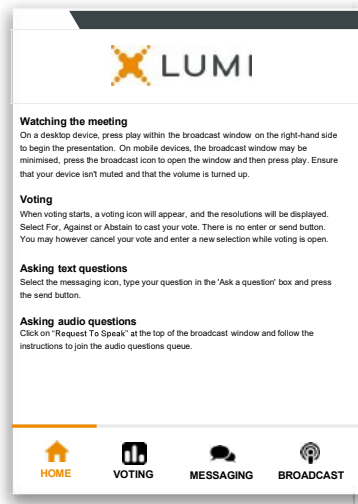 LUMI
Watching the meeting
On a desktop device, press play within the broadcast window on the right-hand side
to begin the presentation. On mobile devices, the broadcast window may be
minimised, press the broadcast icon to open the window and then press play. Ensure
that your device isn't muted and that the volume is turned up.
Voting
When voting starts, a voting icon will appear, and the resolutions will be displayed.
Select For, Against or Abstain to cast your vote. There is no enter or send button.
You may however cancel your vote and enter a new selection while voting is open.
Asking text questions
Select the messaging icon, type your question in the 'Ask a question' box and press
the send button.
Asking audio questions
Click on "Request To Speak" at the top of the broadcast window and follow the
instructions to join the audio questions queue.
HOME
VOTING
MESSAGING
BROADCAST